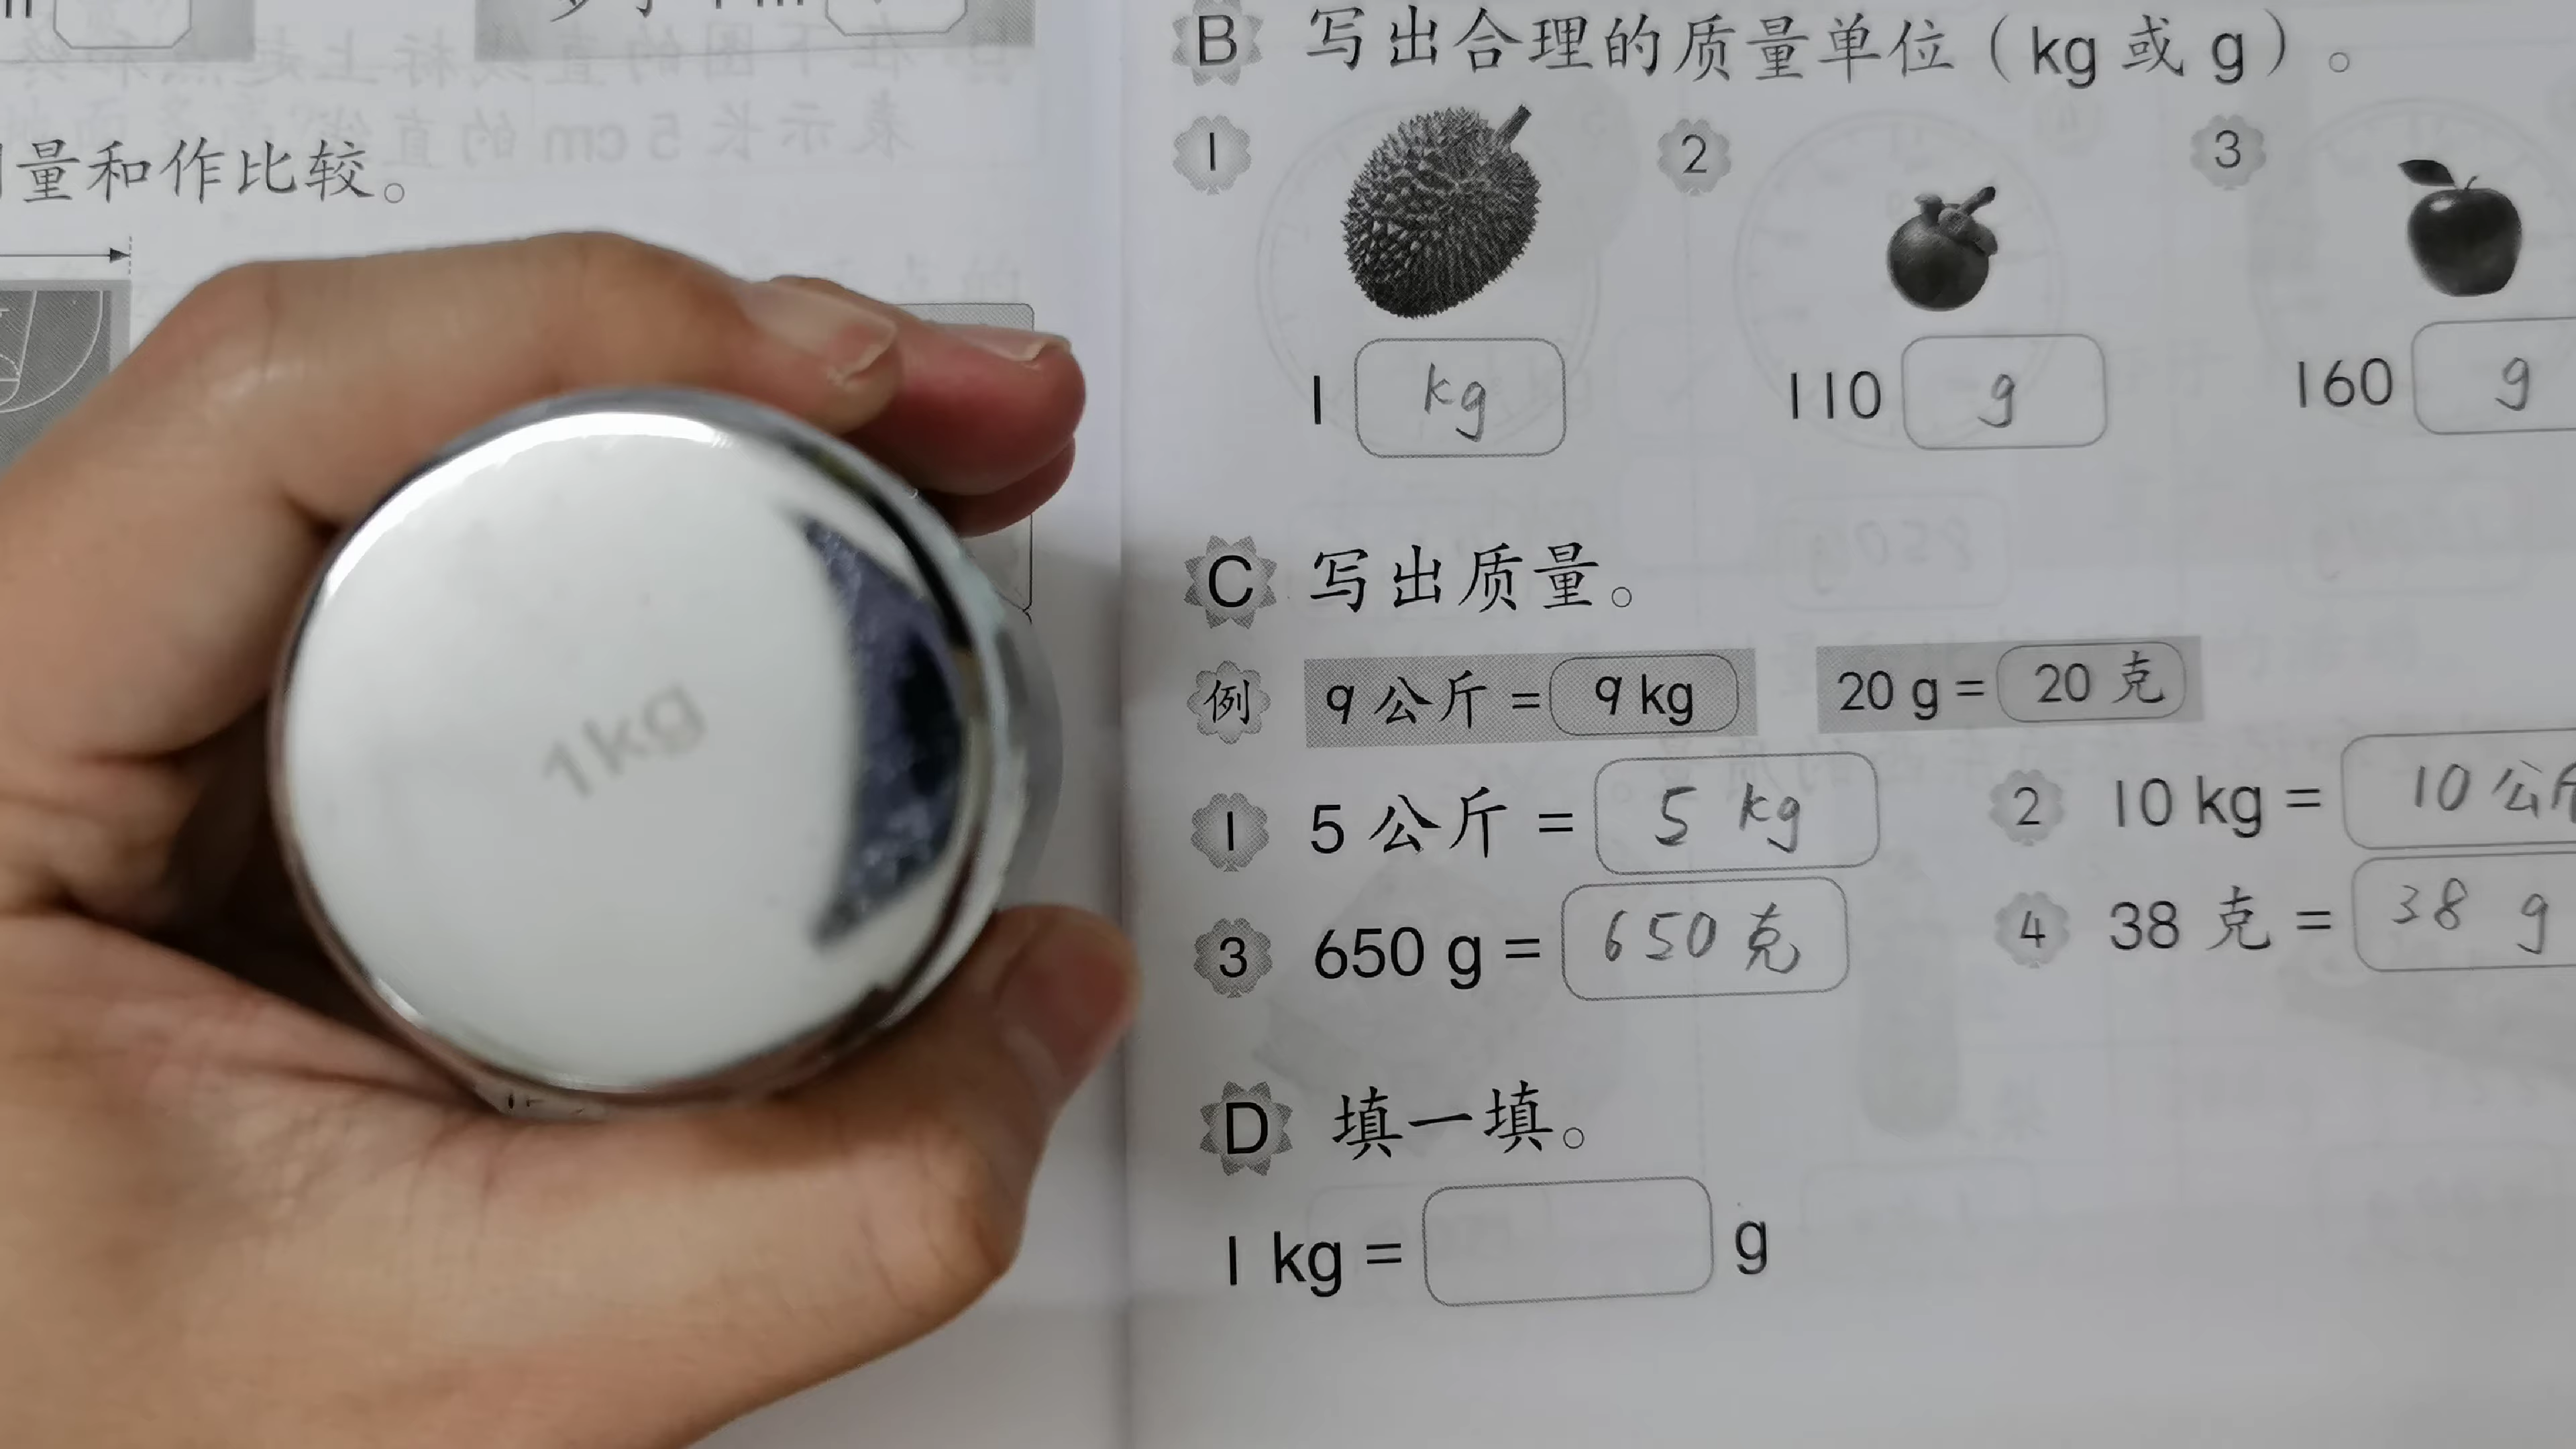 量和作比较。
1kg
B 写出合理的质量单位（kg 或 g）。
1 2 3
1 kg 110 g 160 g
C 写出质量。
例 9 公斤 = 9 kg 20 g = 20 克
1 5 公斤 = 5 kg 2 10 kg = 10 公斤
3 650 g = 650 克 4 38 克 = 38 g
D 填一填。
1 kg = g